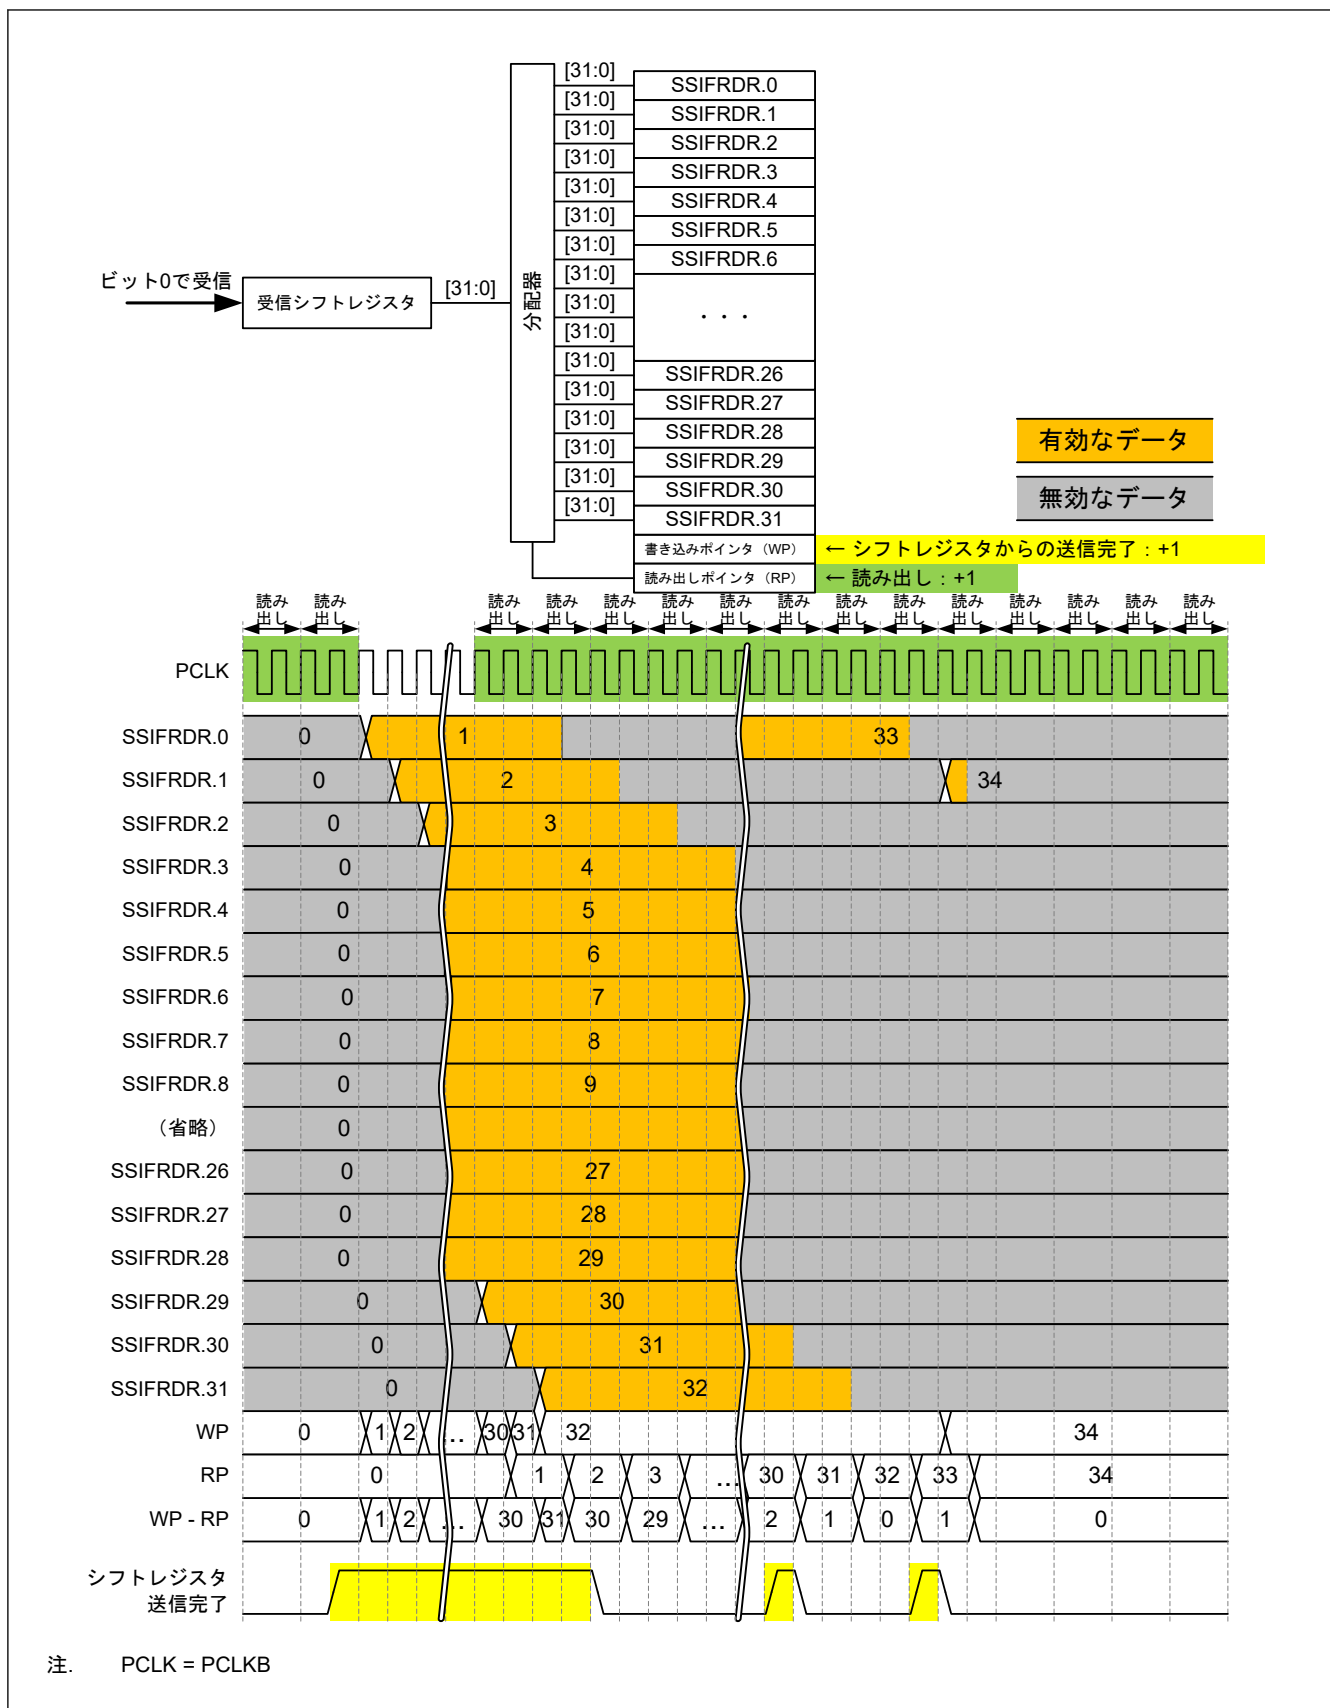 [31:0]
SSIFRDR.0
[31:0]
SSIFRDR.1
[31:0]
SSIFRDR.2
[31:0]
SSIFRDR.3
[31:0]
SSIFRDR.4
[31:0]
SSIFRDR.5
[31:0]
SSIFRDR.6
[31:0]
[31:0]
[31:0]
・・・
[31:0]
SSIFRDR.26
[31:0]
SSIFRDR.27
[31:0]
SSIFRDR.28
[31:0]
SSIFRDR.29
[31:0]
SSIFRDR.30
[31:0]
SSIFRDR.31
ビット0で受信
受信シフトレジスタ
[31:0]
分配器
有効なデータ
無効なデータ
書き込みポインタ（WP）
← シフトレジスタからの送信完了：+1
読み出しポインタ（RP）
← 読み出し：+1
読み 読み 読み 読み 読み 読み 読み 読み 読み 読み 読み 読み 読み 読み 読み
出し 出し 出し 出し 出し 出し 出し 出し 出し 出し 出し 出し 出し 出し 出し
PCLK
SSIFRDR.0 0 1 33
SSIFRDR.1 0 2 34
SSIFRDR.2 0 3
SSIFRDR.3 0 4
SSIFRDR.4 0 5
SSIFRDR.5 0 6
SSIFRDR.6 0 7
SSIFRDR.7 0 8
SSIFRDR.8 0 9
（省略） 0
SSIFRDR.26 0 27
SSIFRDR.27 0 28
SSIFRDR.28 0 29
SSIFRDR.29 0 30
SSIFRDR.30 0 31
SSIFRDR.31 0 32
WP 0 1 2 ... 30 31 32 34
RP 0 1 2 3 ... 30 31 32 33 34
WP - RP 0 1 2 ... 30 31 30 29 ... 2 1 0 1 0
シフトレジスタ
送信完了
注. PCLK = PCLKB